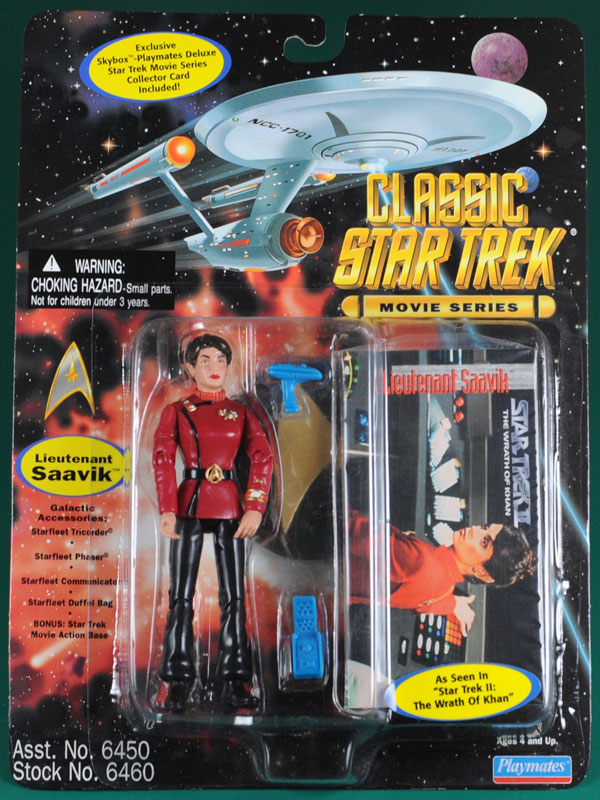 Exclusive
Skybox™-Playmates Deluxe
Star Trek Movie Series
Collector Card
Included!
NCC-1701
CLASSIC
STAR TREK®
MOVIE SERIES
WARNING:
CHOKING HAZARD-Small parts.
Not for children under 3 years.
Lieutenant
Saavik™
Galactic
Accessories:
Starfleet Tricorder®
•
Starfleet Phaser®
•
Starfleet Communicator
•
Starfleet Duffel Bag
•
BONUS: Star Trek
Movie Action Base
Lieutenant Saavik
STAR TREK II
THE WRATH OF KHAN
As Seen In
"Star Trek II:
The Wrath Of Khan"
Ages 4 and Up.
Asst. No. 6450
Stock No. 6460
Playmates